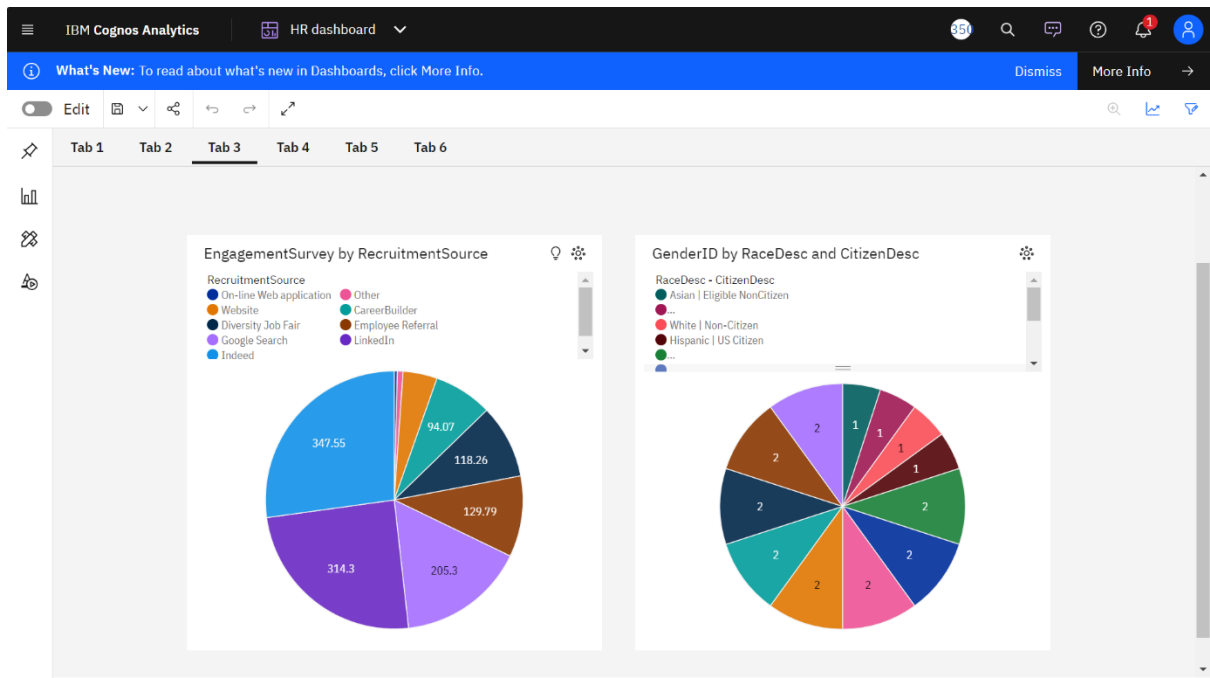 IBM Cognos Analytics HR dashboard 350 1
What's New: To read about what's new in Dashboards, click More Info. Dismiss More Info
Edit
Tab 1 Tab 2 Tab 3 Tab 4 Tab 5 Tab 6
EngagementSurvey by RecruitmentSource
RecruitmentSource
On-line Web application Other
Website CareerBuilder
Diversity Job Fair Employee Referral
Google Search LinkedIn
Indeed
347.55
94.07
118.26
129.79
314.3
205.3
GenderID by RaceDesc and CitizenDesc
RaceDesc - CitizenDesc
Asian | Eligible NonCitizen
...
White | Non-Citizen
Hispanic | US Citizen
...
2
1
1
1
1
2
2
2
2
2
2
2
2